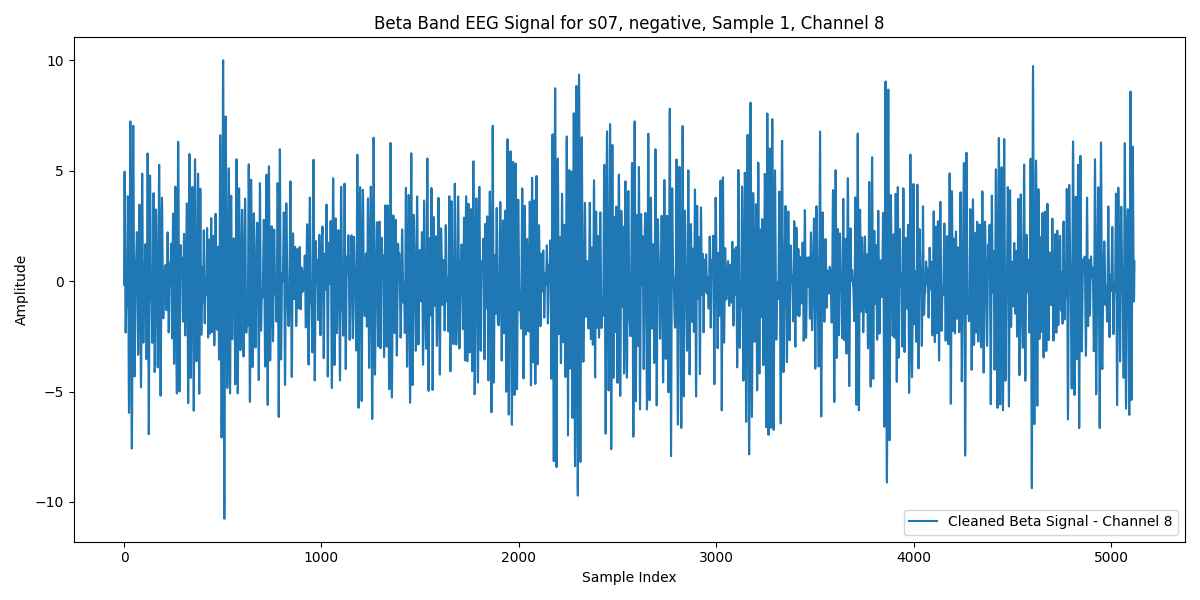 Beta Band EEG Signal for s07, negative, Sample 1, Channel 8
10
5
0
−5
−10
Amplitude
Cleaned Beta Signal - Channel 8
0 1000 2000 3000 4000 5000
Sample Index